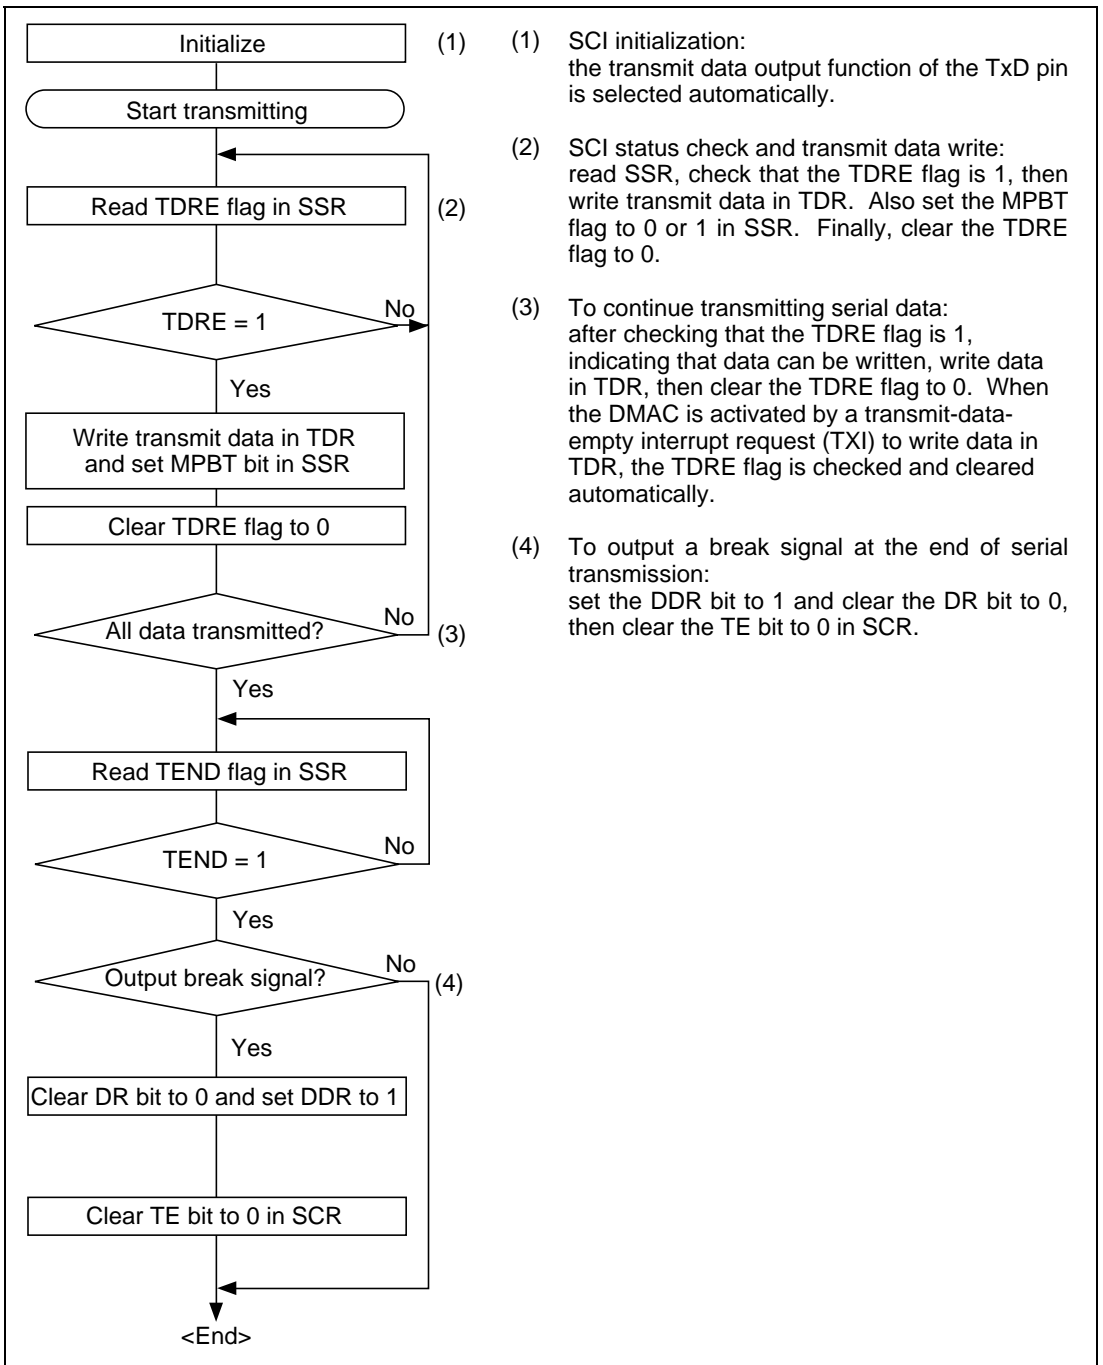 Initialize
(1)
Start transmitting
Read TDRE flag in SSR
(2)
TDRE = 1
No
Yes
Write transmit data in TDR
and set MPBT bit in SSR
Clear TDRE flag to 0
All data transmitted?
No
(3)
Yes
Read TEND flag in SSR
TEND = 1
No
Yes
Output break signal?
No
(4)
Yes
Clear DR bit to 0 and set DDR to 1
Clear TE bit to 0 in SCR
<End>
(1) SCI initialization:
the transmit data output function of the TxD pin
is selected automatically.
(2) SCI status check and transmit data write:
read SSR, check that the TDRE flag is 1, then
write transmit data in TDR. Also set the MPBT
flag to 0 or 1 in SSR. Finally, clear the TDRE
flag to 0.
(3) To continue transmitting serial data:
after checking that the TDRE flag is 1,
indicating that data can be written, write data
in TDR, then clear the TDRE flag to 0. When
the DMAC is activated by a transmit-data-
empty interrupt request (TXI) to write data in
TDR, the TDRE flag is checked and cleared
automatically.
(4) To output a break signal at the end of serial
transmission:
set the DDR bit to 1 and clear the DR bit to 0,
then clear the TE bit to 0 in SCR.